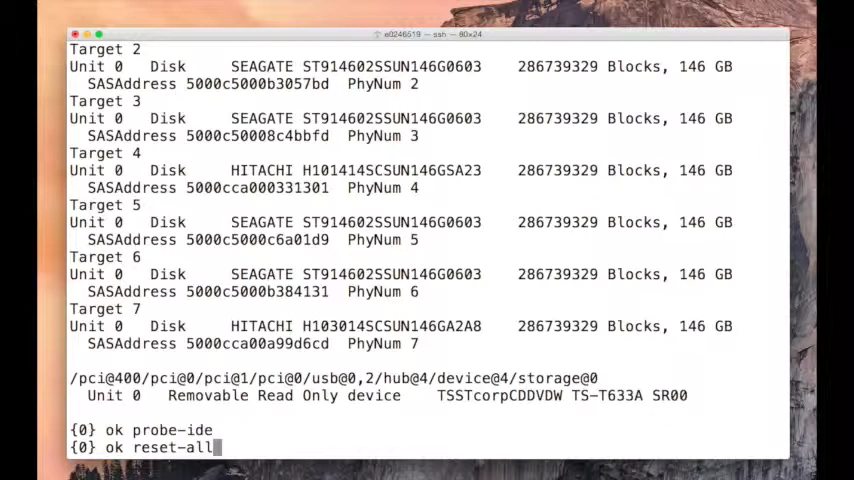 e0246519 — ssh — 80x24
Target 2
Unit 0   Disk     SEAGATE ST914602SSUN146G0603    286739329 Blocks, 146 GB
  SASAddress 5000c5000b3057bd  PhyNum 2
Target 3
Unit 0   Disk     SEAGATE ST914602SSUN146G0603    286739329 Blocks, 146 GB
  SASAddress 5000c50008c4bbfd  PhyNum 3
Target 4
Unit 0   Disk     HITACHI H101414SCSUN146GSA23    286739329 Blocks, 146 GB
  SASAddress 5000cca000331301  PhyNum 4
Target 5
Unit 0   Disk     SEAGATE ST914602SSUN146G0603    286739329 Blocks, 146 GB
  SASAddress 5000c5000c6a01d9  PhyNum 5
Target 6
Unit 0   Disk     SEAGATE ST914602SSUN146G0603    286739329 Blocks, 146 GB
  SASAddress 5000c5000b384131  PhyNum 6
Target 7
Unit 0   Disk     HITACHI H103014SCSUN146GA2A8    286739329 Blocks, 146 GB
  SASAddress 5000cca00a99d6cd  PhyNum 7
/pci@400/pci@0/pci@1/pci@0/usb@0,2/hub@4/device@4/storage@0
  Unit 0   Removable Read Only device    TSSTcorpCDDVDW TS-T633A SR00
{0} ok probe-ide
{0} ok reset-all